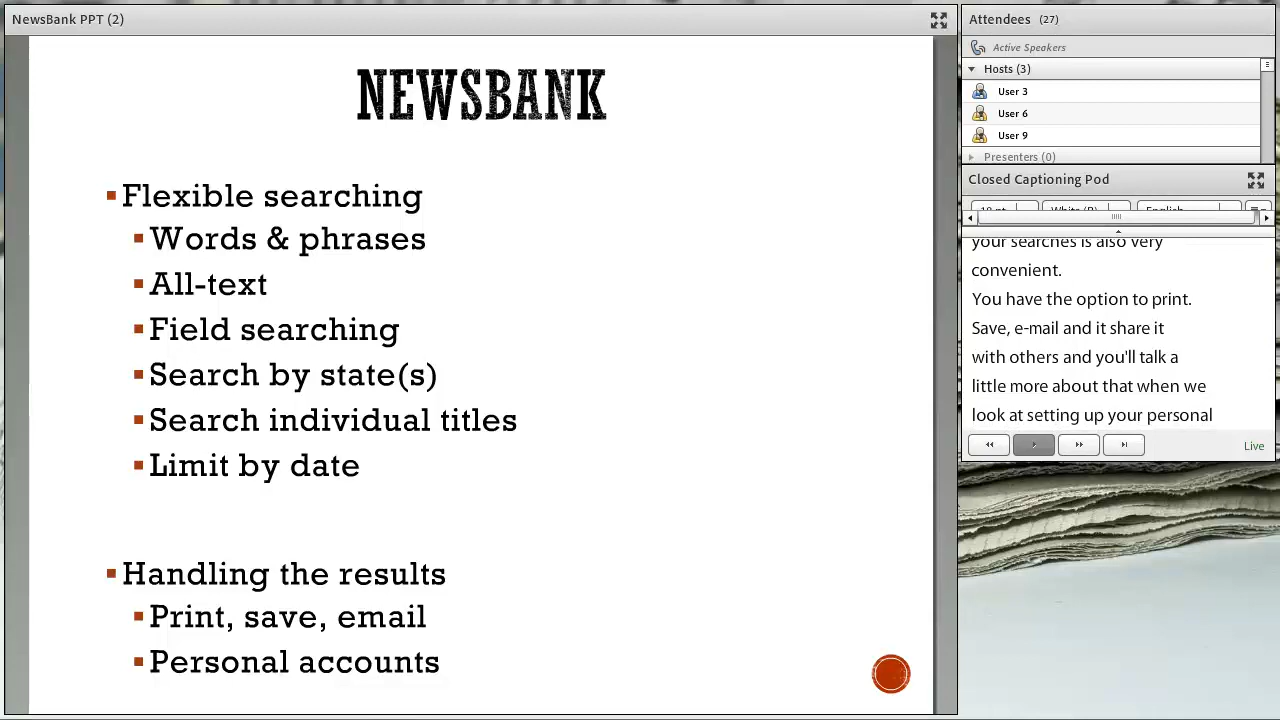 NewsBank PPT (2)
NEWSBANK
Flexible searching
Words & phrases
All-text
Field searching
Search by state(s)
Search individual titles
Limit by date
Handling the results
Print, save, email
Personal accounts
Attendees (27)
Active Speakers
Hosts (3)
User 3
User 6
User 9
Presenters (0)
Closed Captioning Pod
English
your searches is also very
convenient.
You have the option to print.
Save, e-mail and it share it
with others and you'll talk a
little more about that when we
look at setting up your personal
Live